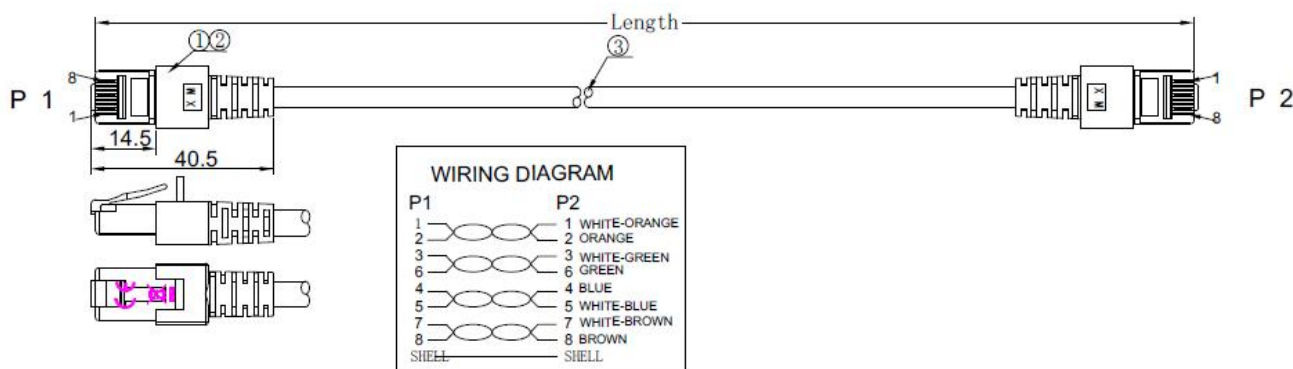 Length
①② ③
P 1 8 1 X M X M 1 8 P 2
14.5
40.5
WIRING DIAGRAM
P1 P2
1 1 WHITE-ORANGE
2 2 ORANGE
3 3 WHITE-GREEN
6 6 GREEN
4 4 BLUE
5 5 WHITE-BLUE
7 7 WHITE-BROWN
8 8 BROWN
SHELL SHELL